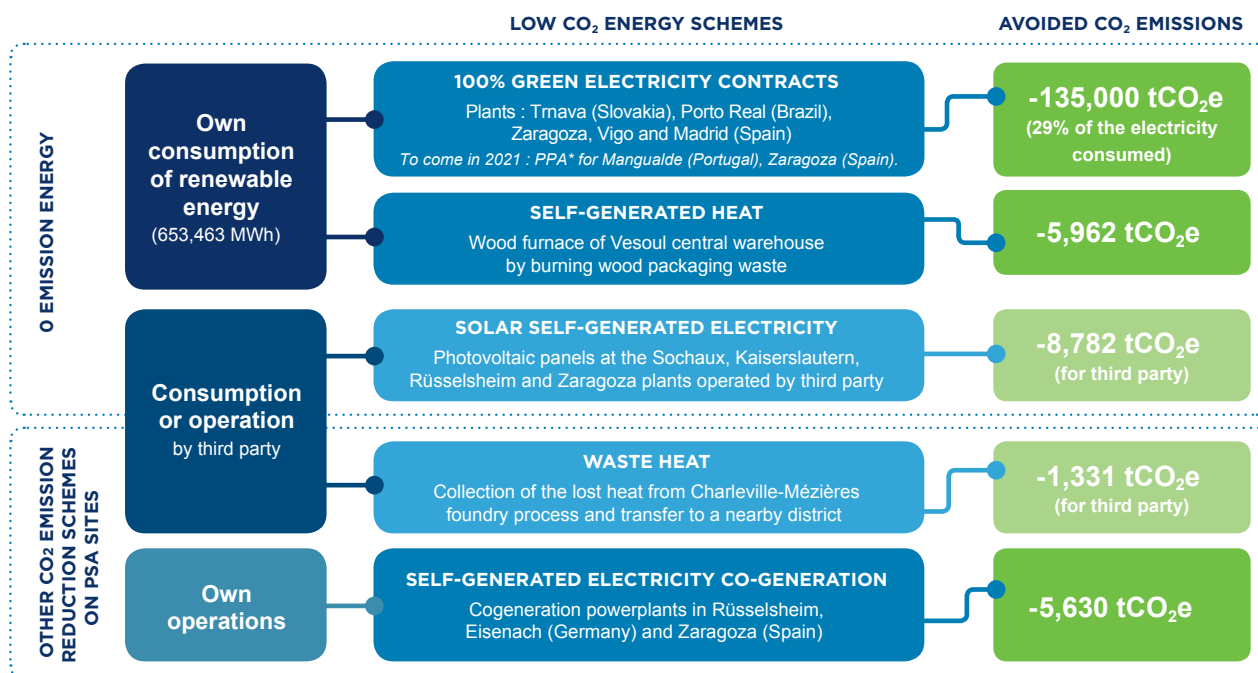 LOW CO₂ ENERGY SCHEMES
AVOIDED CO₂ EMISSIONS
0 EMISSION ENERGY
Own
consumption
of renewable
energy
(653,463 MWh)
100% GREEN ELECTRICITY CONTRACTS
Plants : Trnava (Slovakia), Porto Real (Brazil),
Zaragoza, Vigo and Madrid (Spain)
To come in 2021 : PPA* for Mangualde (Portugal), Zaragoza (Spain).
-135,000 tCO₂e
(29% of the electricity
consumed)
SELF-GENERATED HEAT
Wood furnace of Vesoul central warehouse
by burning wood packaging waste
-5,962 tCO₂e
Consumption
or operation
by third party
SOLAR SELF-GENERATED ELECTRICITY
Photovoltaic panels at the Sochaux, Kaiserslautern,
Rüsselsheim and Zaragoza plants operated by third party
-8,782 tCO₂e
(for third party)
OTHER CO₂ EMISSION
REDUCTION SCHEMES
ON PSA SITES
WASTE HEAT
Collection of the lost heat from Charleville-Mézières
foundry process and transfer to a nearby district
-1,331 tCO₂e
(for third party)
Own
operations
SELF-GENERATED ELECTRICITY CO-GENERATION
Cogeneration powerplants in Rüsselsheim,
Eisenach (Germany) and Zaragoza (Spain)
-5,630 tCO₂e